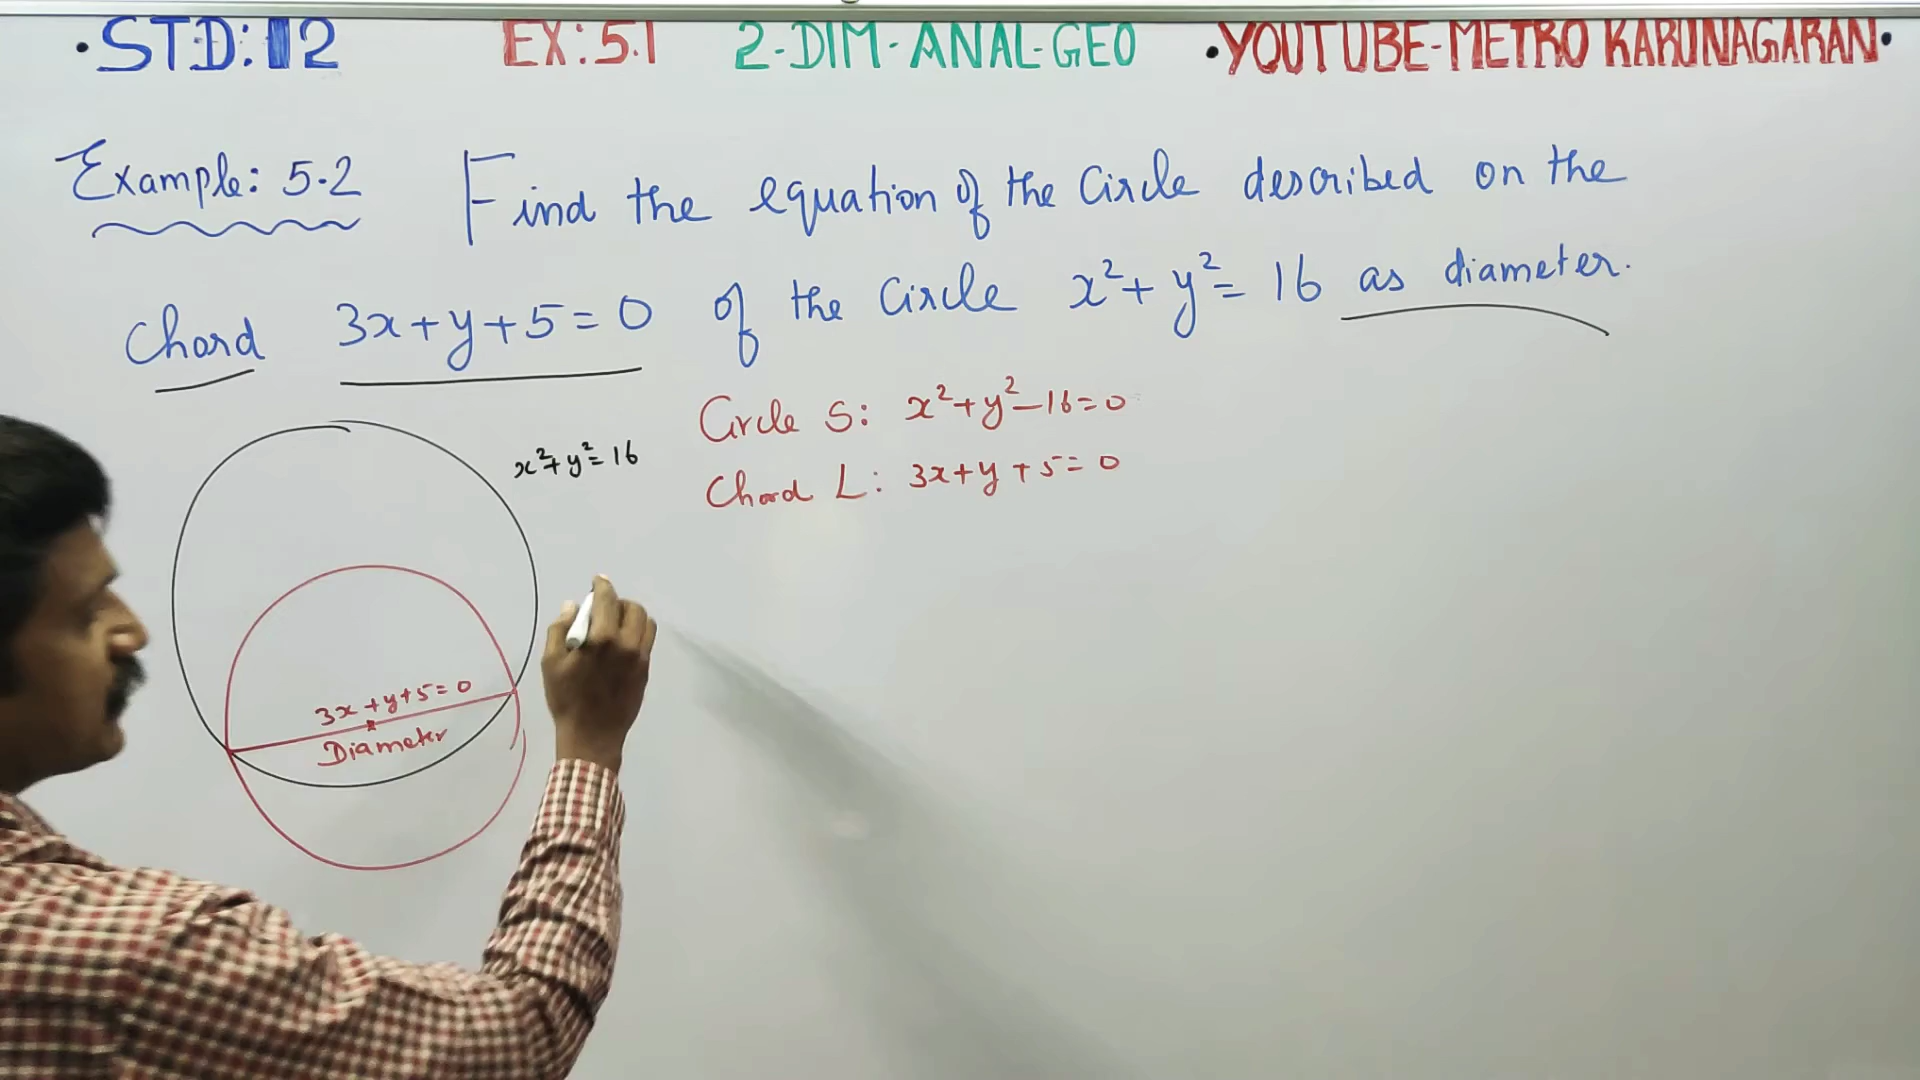 • STD: 12 EX: 5.1 2-DIM-ANAL-GEO • YOUTUBE-METRO KARUNAGARAN •
Example: 5.2 Find the equation of the Circle described on the
Chord 3x+y+5=0 of the Circle x²+y²=16 as diameter.
x²+y²=16
3x+y+5=0
Diameter
Circle S: x²+y²-16=0
Chord L: 3x+y+5=0